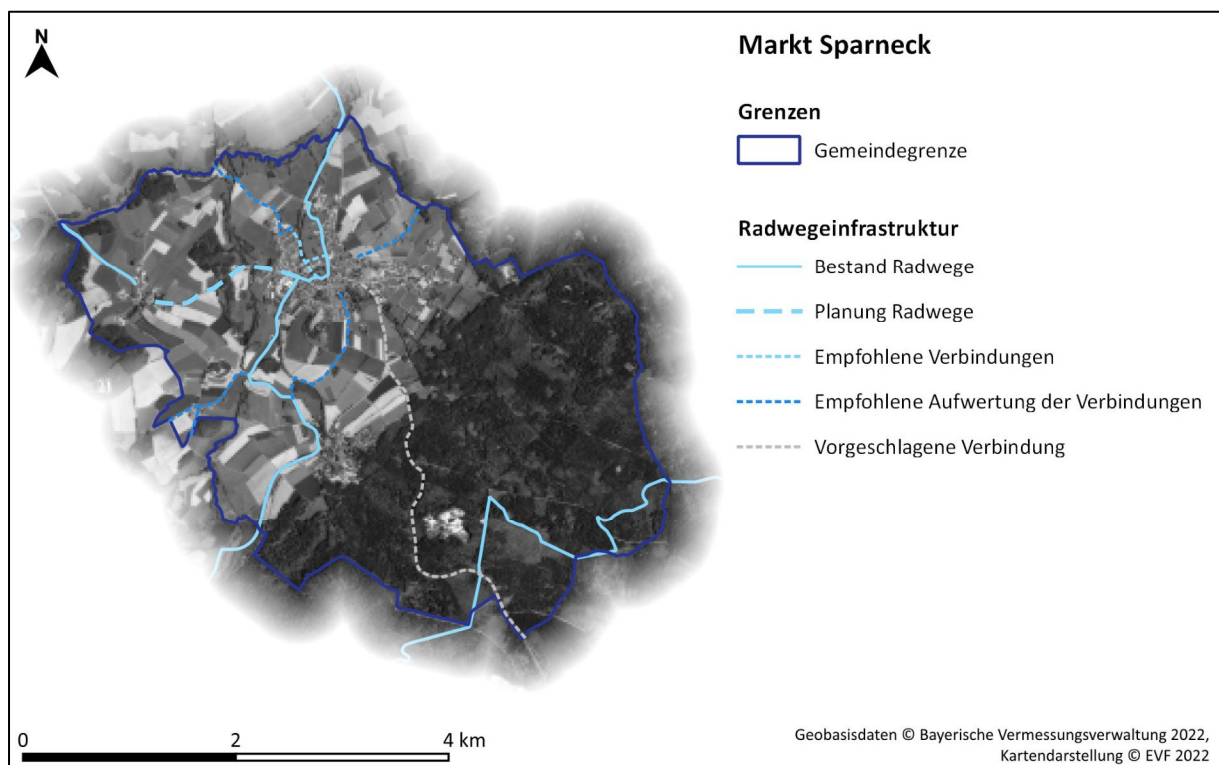 N
Markt Sparneck
Grenzen
Gemeindegrenze
Radwegeinfrastruktur
Bestand Radwege
Planung Radwege
Empfohlene Verbindungen
Empfohlene Aufwertung der Verbindungen
Vorgeschlagene Verbindung
0 2 4 km
Geobasisdaten © Bayerische Vermessungsverwaltung 2022,
Kartendarstellung © EVF 2022